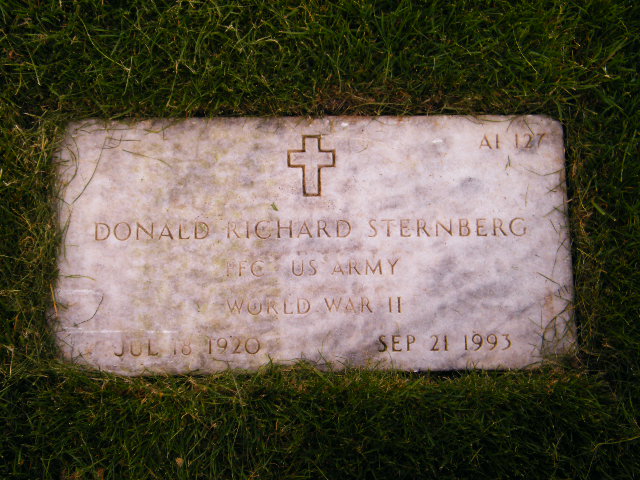 A1 127
DONALD RICHARD STERNBERG
PFC US ARMY
WORLD WAR II
JUL 18 1920 SEP 21 1993